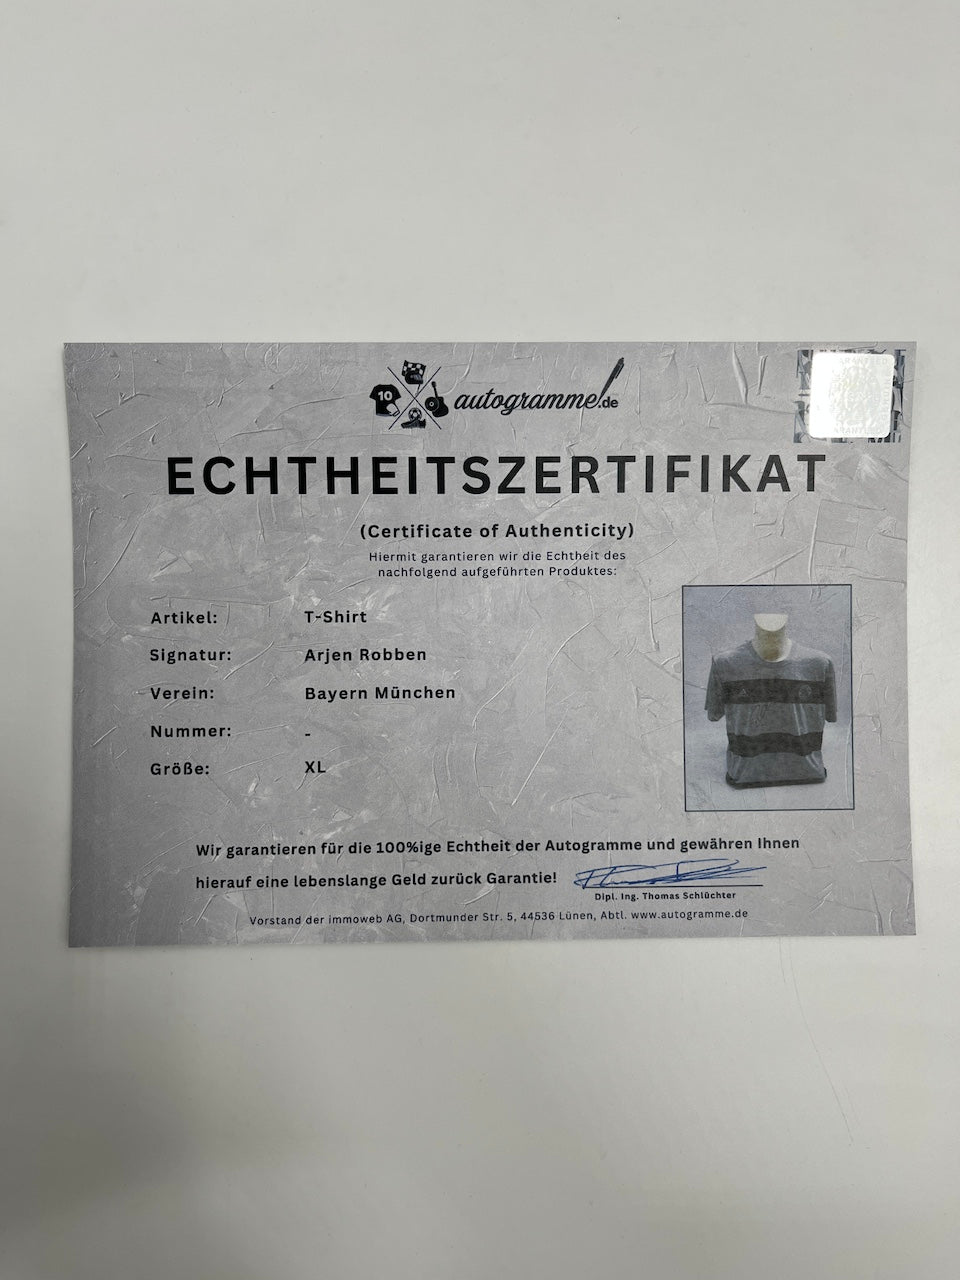 10
autogramme.de
GUARANTEED
ECHTHEITSZERTIFIKAT
(Certificate of Authenticity)
Hiermit garantieren wir die Echtheit des
nachfolgend aufgeführten Produktes:
Artikel: T-Shirt
Signatur: Arjen Robben
Verein: Bayern München
Nummer: -
Größe: XL
Wir garantieren für die 100%ige Echtheit der Autogramme und gewähren Ihnen
hierauf eine lebenslange Geld zurück Garantie!
Dipl. Ing. Thomas Schlüchter
Vorstand der immoweb AG, Dortmunder Str. 5, 44536 Lünen, Abtl. www.autogramme.de